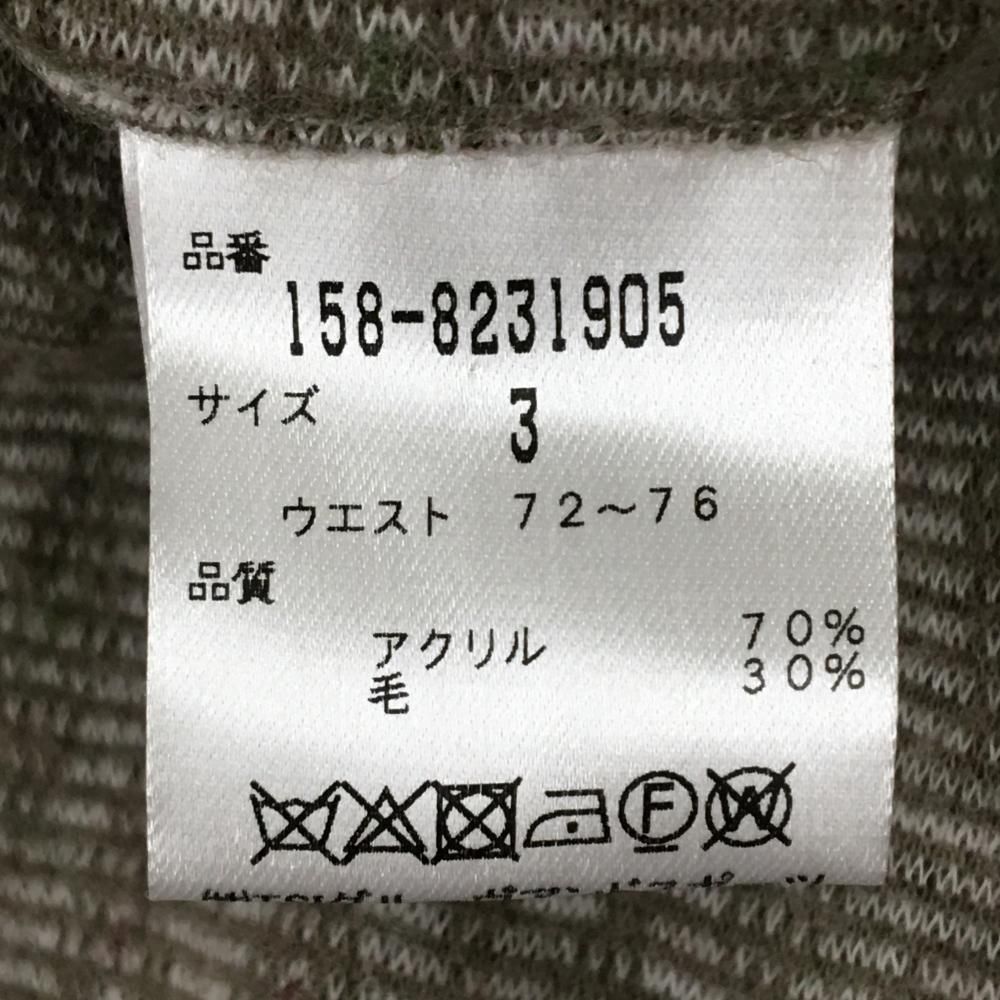 品番
158-8231905
サイズ 3
ウエスト 72～76
品質
アクリル 70%
毛 30%
F W